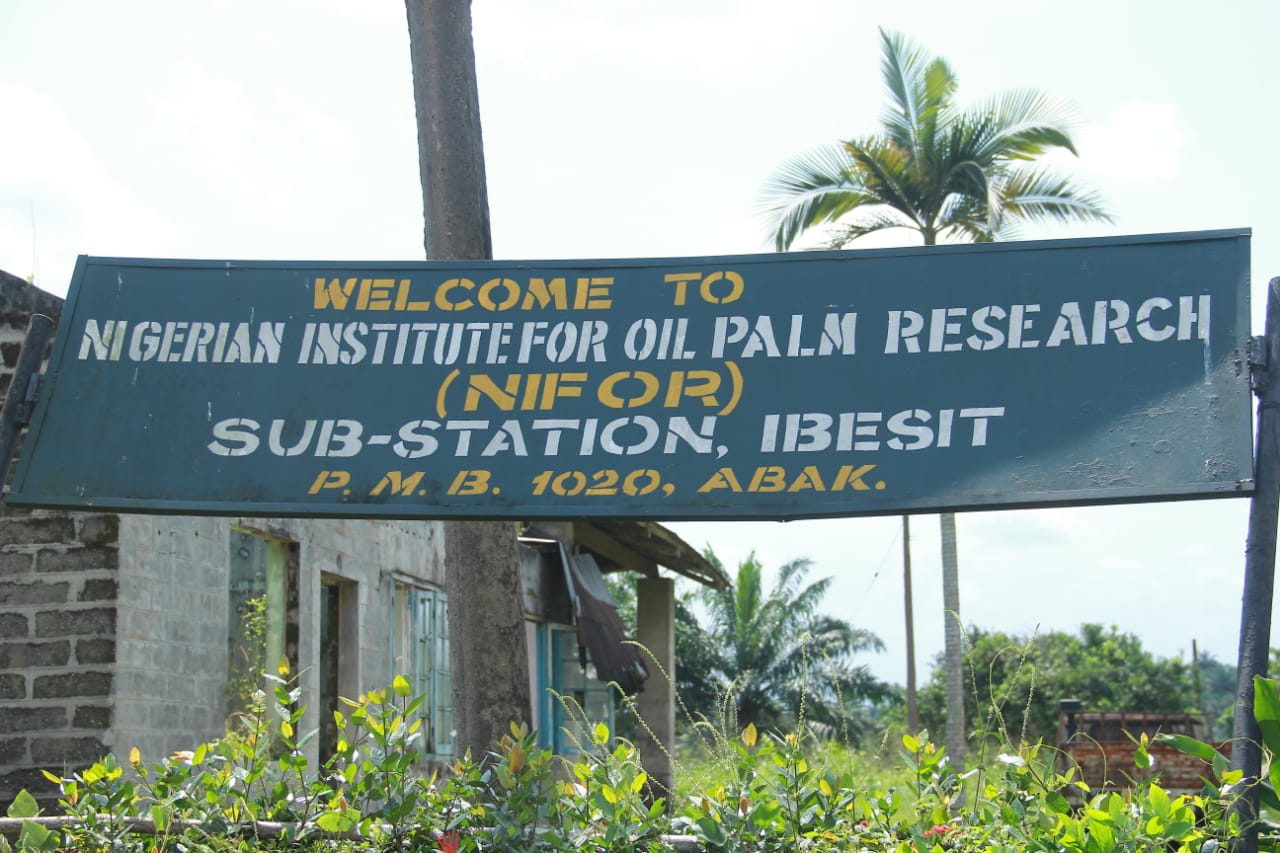 WELCOME TO
NIGERIAN INSTITUTE FOR OIL PALM RESEARCH
(NIFOR)
SUB-STATION, IBESIT
P. M. B. 1020, ABAK.